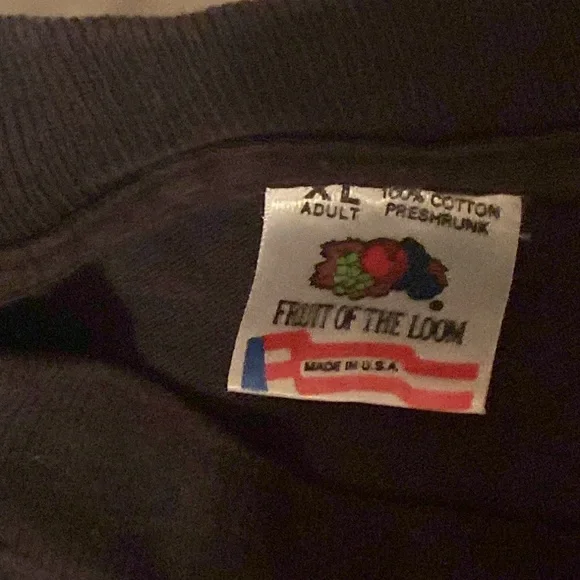 XL 100% COTTON
ADULT PRESHRUNK
®
FRUIT OF THE LOOM
MADE IN U.S.A.